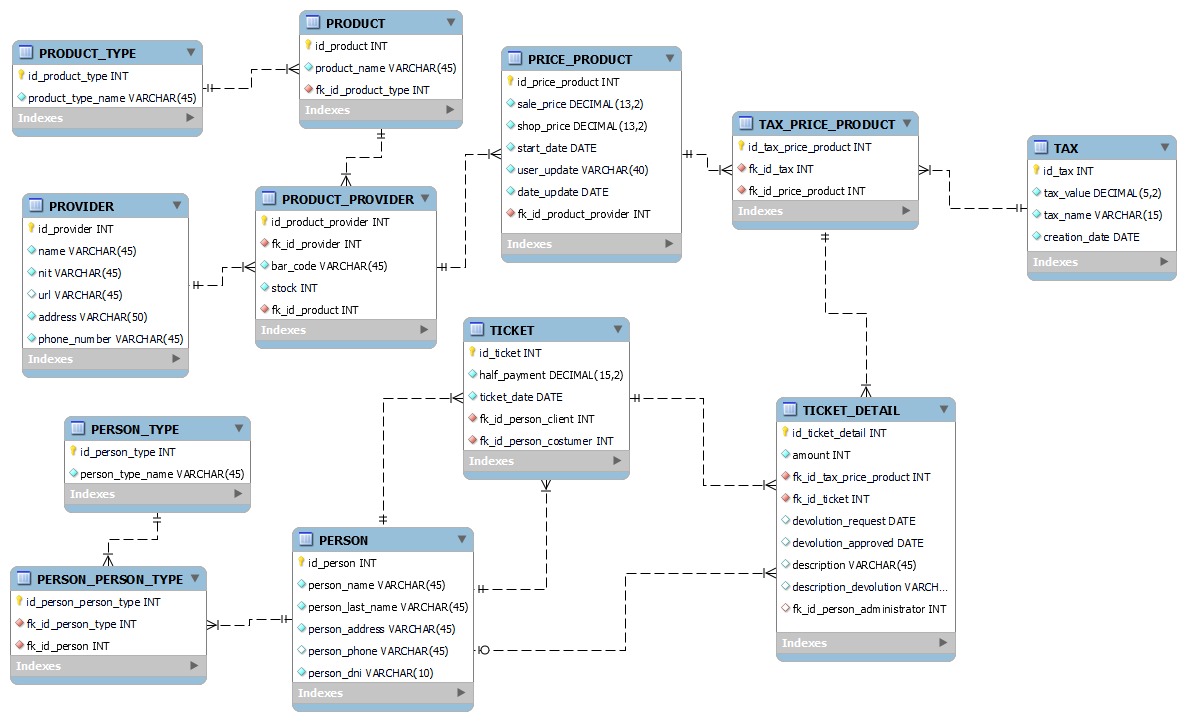 PRODUCT_TYPE
id_product_type INT
product_type_name VARCHAR(45)
Indexes
PRODUCT
id_product INT
product_name VARCHAR(45)
fk_id_product_type INT
Indexes
PRICE_PRODUCT
id_price_product INT
sale_price DECIMAL(13,2)
shop_price DECIMAL(13,2)
start_date DATE
user_update VARCHAR(40)
date_update DATE
fk_id_product_provider INT
Indexes
TAX_PRICE_PRODUCT
id_tax_price_product INT
fk_id_tax INT
fk_id_price_product INT
Indexes
TAX
id_tax INT
tax_value DECIMAL(5,2)
tax_name VARCHAR(15)
creation_date DATE
Indexes
PROVIDER
id_provider INT
name VARCHAR(45)
nit VARCHAR(45)
url VARCHAR(45)
address VARCHAR(50)
phone_number VARCHAR(45)
Indexes
PRODUCT_PROVIDER
id_product_provider INT
fk_id_provider INT
bar_code VARCHAR(45)
stock INT
fk_id_product INT
Indexes
TICKET
id_ticket INT
half_payment DECIMAL(15,2)
ticket_date DATE
fk_id_person_client INT
fk_id_person_costumer INT
Indexes
TICKET_DETAIL
id_ticket_detail INT
amount INT
fk_id_tax_price_product INT
fk_id_ticket INT
devolution_request DATE
devolution_approved DATE
description VARCHAR(45)
description_devolution VARCH...
fk_id_person_administrator INT
Indexes
PERSON_TYPE
id_person_type INT
person_type_name VARCHAR(45)
Indexes
PERSON_PERSON_TYPE
id_person_person_type INT
fk_id_person_type INT
fk_id_person INT
Indexes
PERSON
id_person INT
person_name VARCHAR(45)
person_last_name VARCHAR(45)
person_address VARCHAR(45)
person_phone VARCHAR(45)
person_dni VARCHAR(10)
Indexes